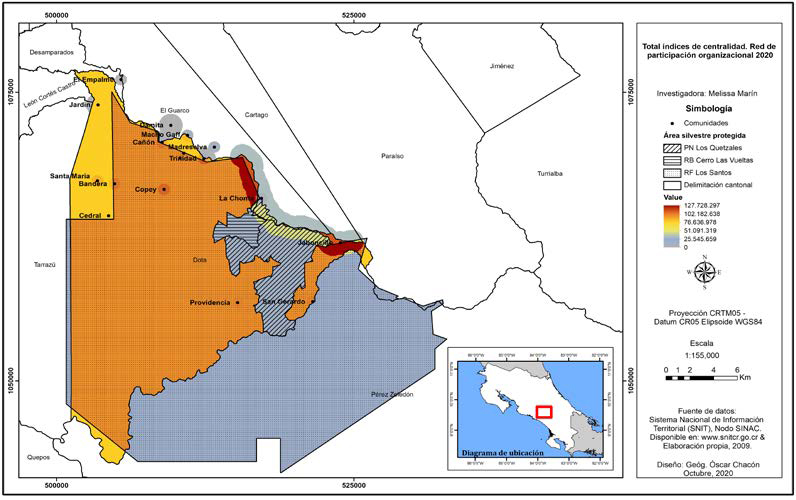 500000
525000
Desamparados
El Empalme
León Cortés Castro
Jardín
1075000
1075000
El Guarco
Damita
Macho Gaff
Cañón
Madreselva
Trinidad
Cartago
Jiménez
Paraíso
Turrialba
Santa María
Bandera
Copey
La Chonta
Cedral
Tarrazú
Dota
Jaboncillo
Providencia
San Gerardo
Pérez Zeledón
1050000
1050000
Quepos
500000
525000
Diagrama de ubicación
Total índices de centralidad. Red de
participación organizacional 2020
Investigadora: Melissa Marín
Simbología
Comunidades
Área silvestre protegida
PN Los Quetzales
RB Cerro Las Vueltas
RF Los Santos
Delimitación cantonal
Value
127.728.297
102.182.638
76.636.978
51.091.319
25.545.659
0
N
W
E
S
Proyección CRTM05 -
Datum CR05 Elipsoide WGS84
Escala
1:155,000
0 1 2 4 6
Km
Fuente de datos:
Sistema Nacional de Información
Territorial (SNIT), Nodo SINAC.
Disponible en: www.snitcr.go.cr &
Elaboración propia, 2009.
Diseño: Geóg. Óscar Chacón
Octubre, 2020